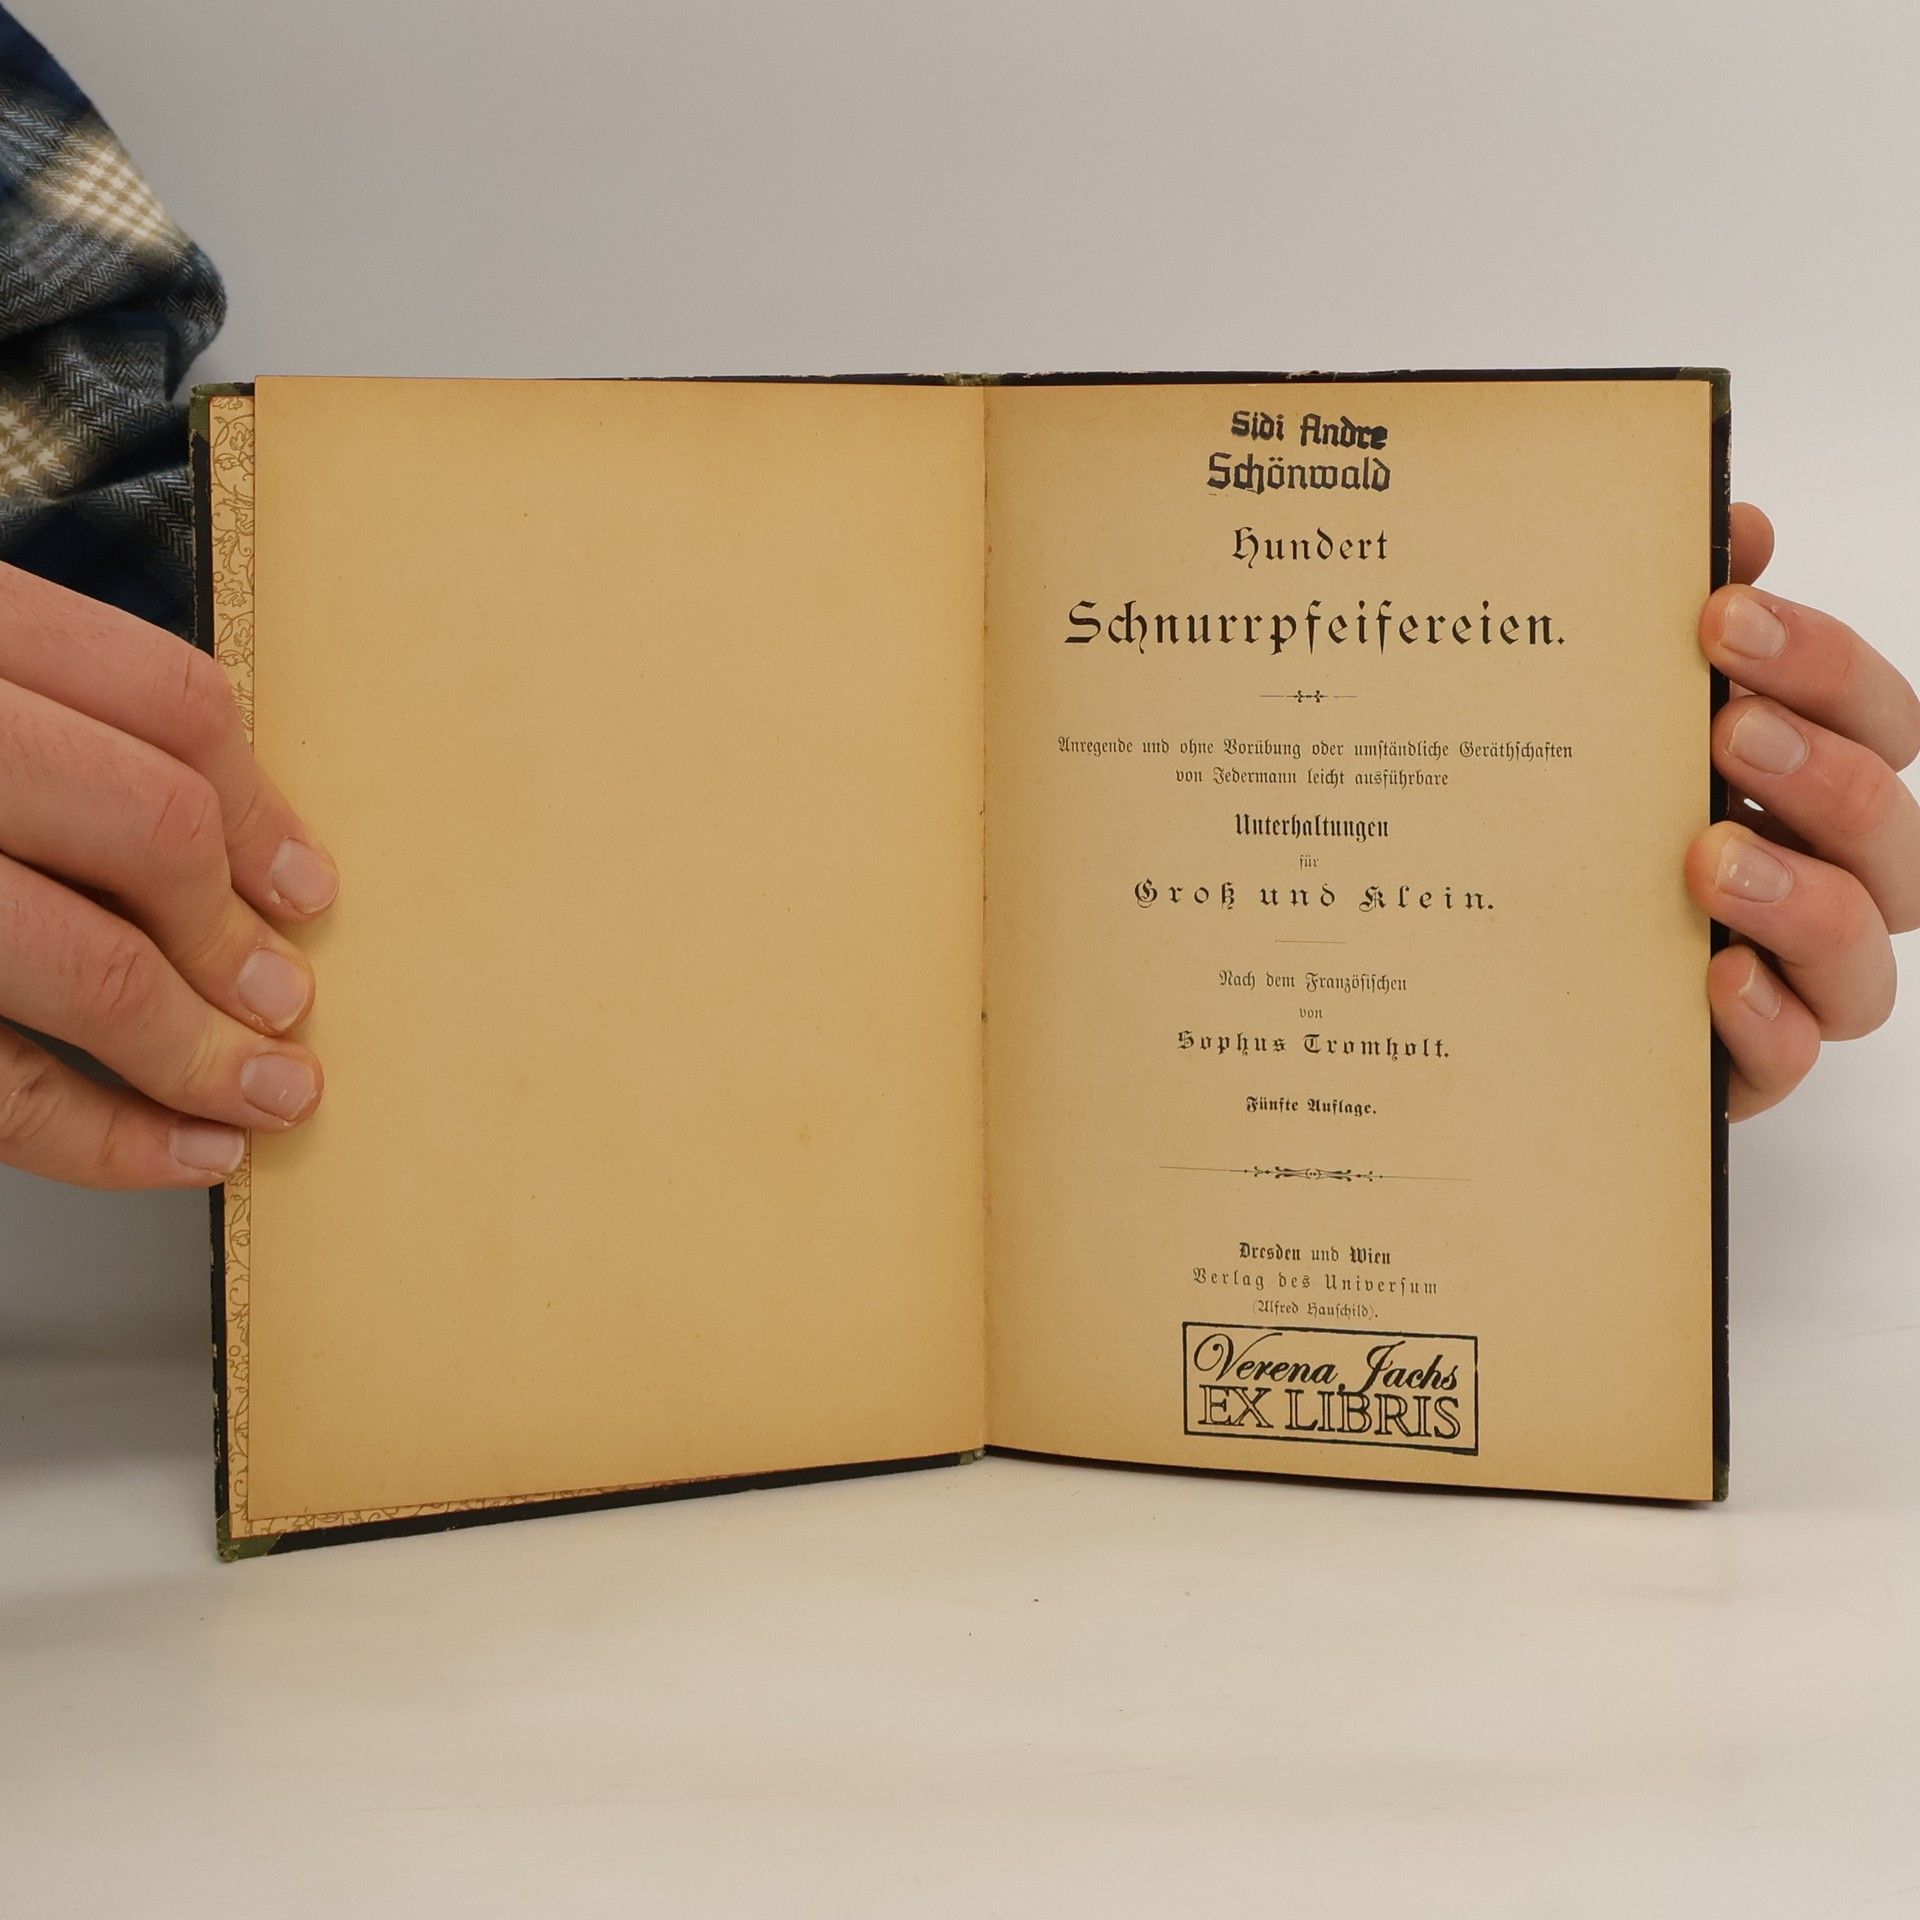 Sidi Andre
Schönwald
Hundert
Schnurrpfeifereien.
Anregende und ohne Vorübung oder umständliche Geräthschaften
von Jedermann leicht ausführbare
Unterhaltungen
für
Groß und Klein.
Nach dem Französischen
von
Sophus Tromholt.
Fünfte Auflage.
Dresden und Wien
Verlag des Universum
(Alfred Hauschild).
Verena Jachs
EX LIBRIS